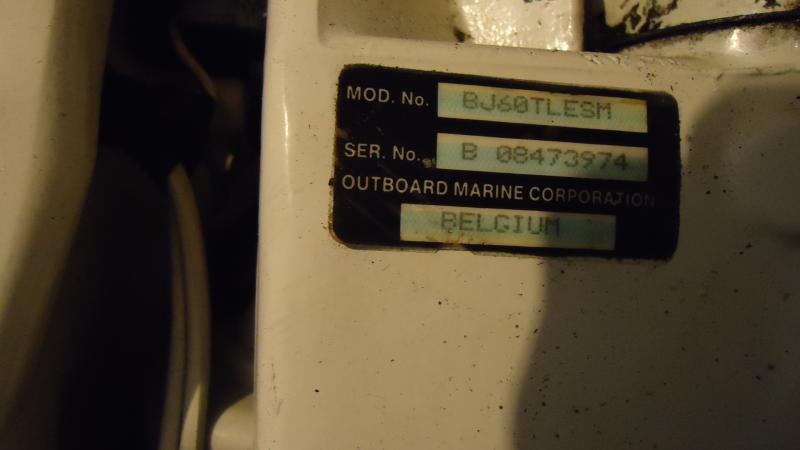 MOD. No. BJ60TLESM
SER. No. B 08473974
OUTBOARD MARINE CORPORATION
BELGIUM